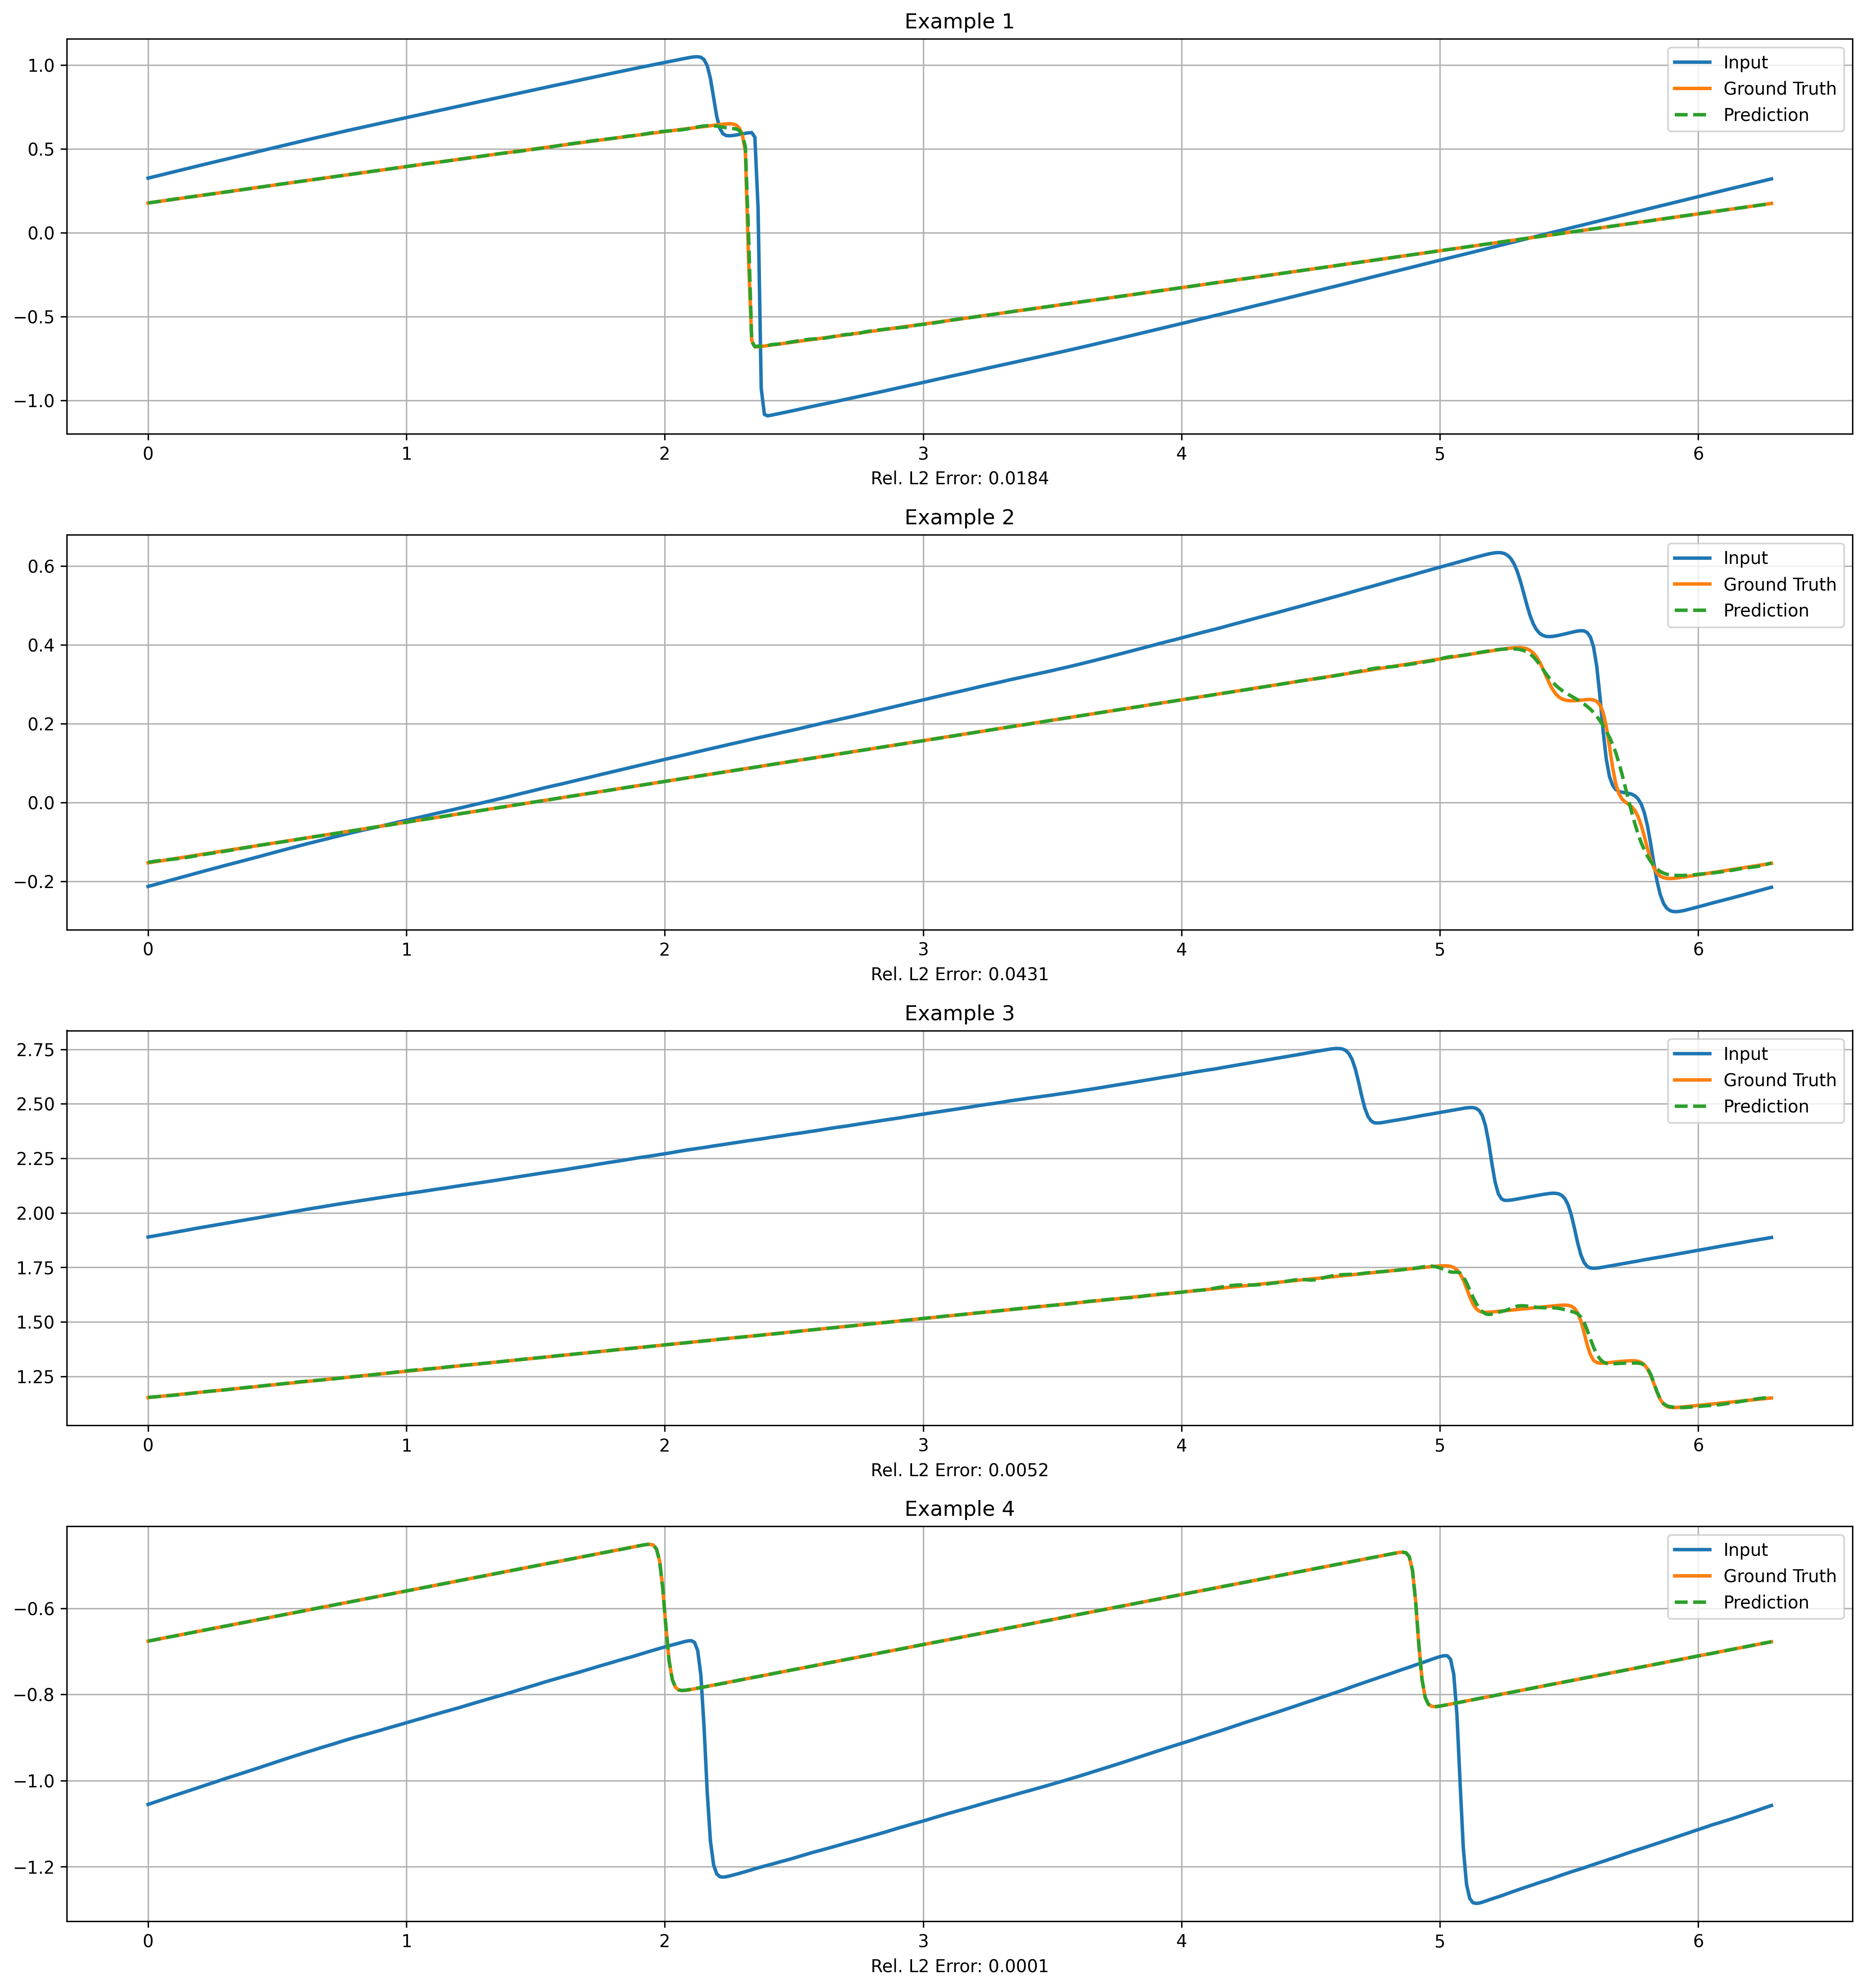 Example 1
1.0
0.5
0.0
−0.5
−1.0
Input
Ground Truth
Prediction
0 1 2 3 4 5 6
Rel. L2 Error: 0.0184
Example 2
0.6
0.4
0.2
0.0
−0.2
Input
Ground Truth
Prediction
0 1 2 3 4 5 6
Rel. L2 Error: 0.0431
Example 3
2.75
2.50
2.25
2.00
1.75
1.50
1.25
Input
Ground Truth
Prediction
0 1 2 3 4 5 6
Rel. L2 Error: 0.0052
Example 4
−0.6
−0.8
−1.0
−1.2
Input
Ground Truth
Prediction
0 1 2 3 4 5 6
Rel. L2 Error: 0.0001